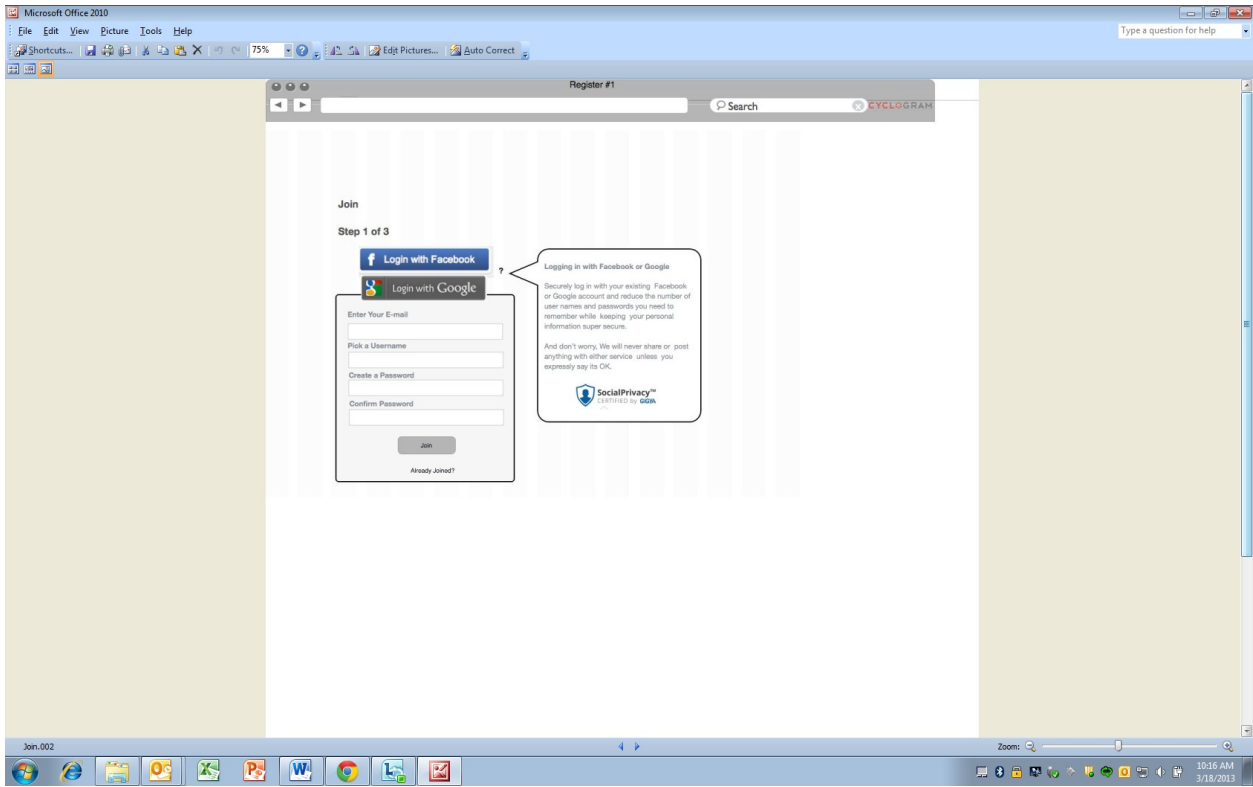 Microsoft Office 2010
File Edit View Picture Tools Help
Type a question for help
Shortcuts... 75% Edit Pictures... Auto Correct
Register #1
Search
CYCLOGRAM
Join
Step 1 of 3
f Login with Facebook
?
g Login with Google
Enter Your E-mail
Pick a Username
Create a Password
Confirm Password
Join
Already Joined?
Logging in with Facebook or Google
Securely log in with your existing Facebook
or Google account and reduce the number of
user names and passwords you need to
remember while keeping your personal
information super secure.
And don't worry, We will never share or post
anything with either service unless you
expressly say its OK.
SocialPrivacy™
CERTIFIED by GIGYA
Join.002
Zoom:
10:16 AM
3/18/2013